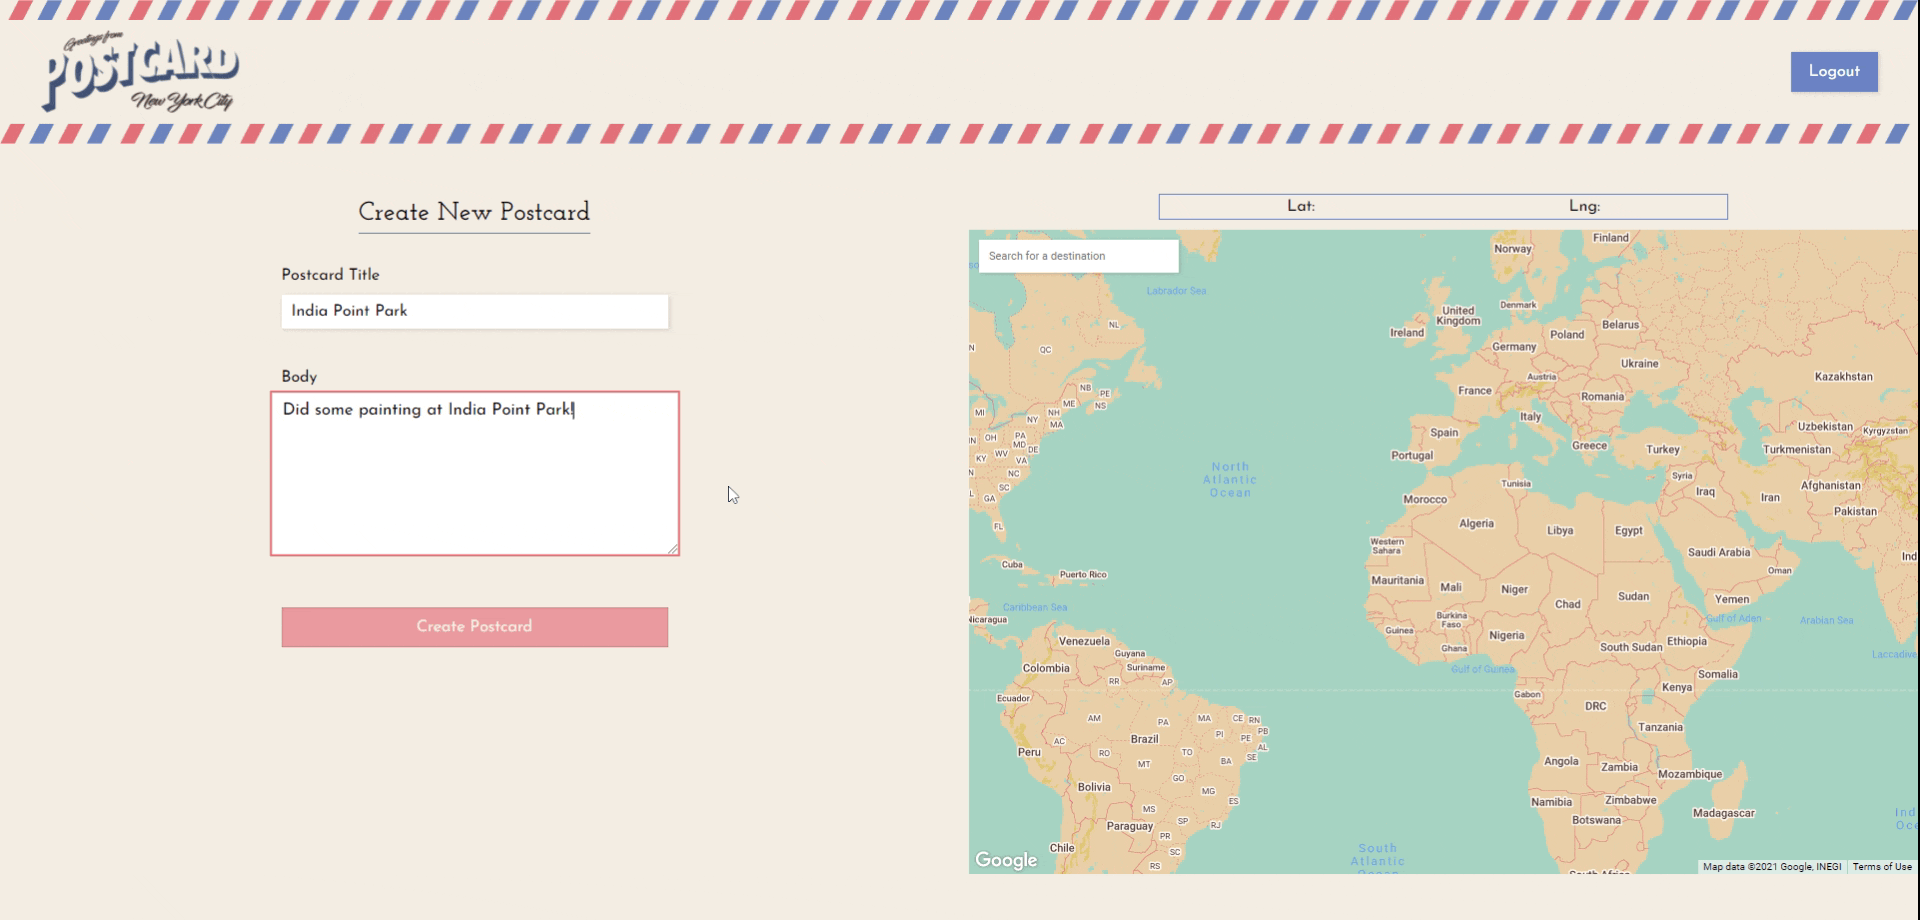 Greetings from
POSTCARD
New York City
Logout
Create New Postcard
Postcard Title
India Point Park
Body
Did some painting at India Point Park!
Create Postcard
Lat: Lng:
Search for a destination
Finland
Norway
Labrador Sea
Denmark
United
Kingdom
Ireland
Belarus
Poland
NL
Germany
QC
Ukraine
Austria
Kazakhstan
France
NB
PE
Romania
ME
NS
MI
NH
NY
MA
Italy
Uzbekistan
Kyrgyzstan
Spain
Greece
Turkey
Turkmenistan
OH
PA
MD
DE
Portugal
KY
WV
VA
North
Atlantic
Ocean
NC
SC
GA
Syria
Tunisia
Iraq
Iran
Afghanistan
Morocco
Pakistan
FL
Algeria
Libya
Egypt
Western
Sahara
Saudi Arabia
Ind
Cuba
Puerto Rico
Oman
Mauritania
Mali
Niger
Sudan
Chad
Yemen
Caribbean Sea
Nicaragua
Burkina
Faso
Gulf of Aden
Arabian Sea
Guinea
Nigeria
Ghana
Venezuela
Guyana
Suriname
South Sudan
Ethiopia
Laccadive
Colombia
Gulf of Guinea
Somalia
RR
AP
Kenya
Ecuador
Gabon
DRC
AM
PA
MA
CE
RN
PB
Tanzania
AC
Brazil
PI
PE
AL
Peru
RO
TO
SE
MT
BA
Angola
Zambia
GO
Mozambique
Bolivia
MG
ES
Namibia
Zimbabwe
MS
Madagascar
Botswana
Paraguay
SP
RJ
PR
Ind
Oce
Chile
SC
RS
South
Atlantic
Ocean
South Africa
Google
Map data ©2021 Google, INEGI
Terms of Use